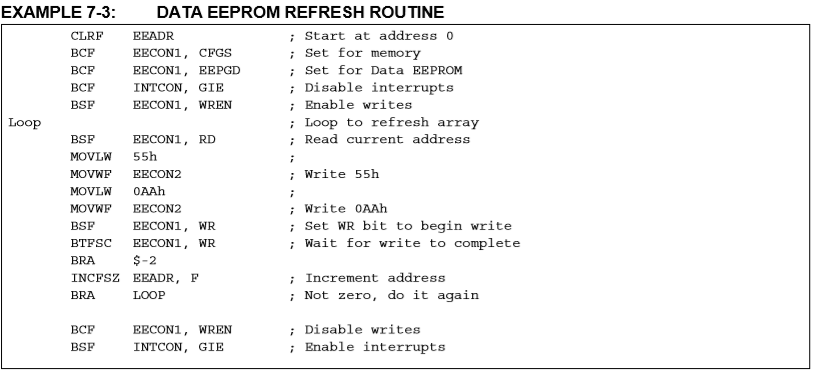 EXAMPLE 7-3: DATA EEPROM REFRESH ROUTINE
CLRF EEADR ; Start at address 0
BCF EECON1, CFGS ; Set for memory
BCF EECON1, EEPGD ; Set for Data EEPROM
BCF INTCON, GIE ; Disable interrupts
BSF EECON1, WREN ; Enable writes
Loop ; Loop to refresh array
BSF EECON1, RD ; Read current address
MOVLW 55h ;
MOVWF EECON2 ; Write 55h
MOVLW 0AAh ;
MOVWF EECON2 ; Write 0AAh
BSF EECON1, WR ; Set WR bit to begin write
BTFSC EECON1, WR ; Wait for write to complete
BRA $-2
INCFSZ EEADR, F ; Increment address
BRA LOOP ; Not zero, do it again
BCF EECON1, WREN ; Disable writes
BSF INTCON, GIE ; Enable interrupts